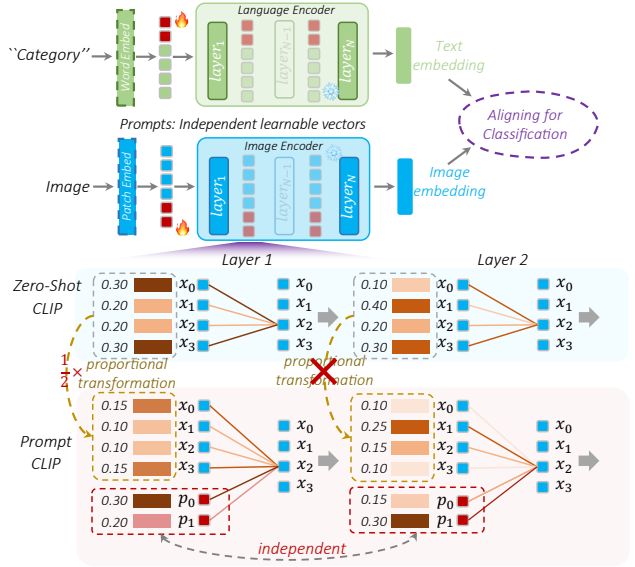 Language Encoder
``Category''
Word Embed
layer₁
layer_{N-1}
layer_N
Text
embedding
Prompts: Independent learnable vectors
Aligning for
Classification
Image Encoder
Image
Patch Embed
layer₁
layer_{N-1}
layer_N
Image
embedding
Layer 1
Layer 2
Zero-Shot
CLIP
0.30 x₀ x₀
0.20 x₁ x₁
0.20 x₂ x₂
0.30 x₃ x₃
0.10 x₀ x₀
0.40 x₁ x₁
0.20 x₂ x₂
0.30 x₃ x₃
1/2 ×
proportional
transformation
proportional
transformation
Prompt
CLIP
0.15 x₀ x₀
0.10 x₁ x₁
0.10 x₂ x₂
0.15 x₃ x₃
0.30 p₀
0.20 p₁
0.10 x₀ x₀
0.25 x₁ x₁
0.15 x₂ x₂
0.10 x₃ x₃
0.15 p₀
0.30 p₁
independent